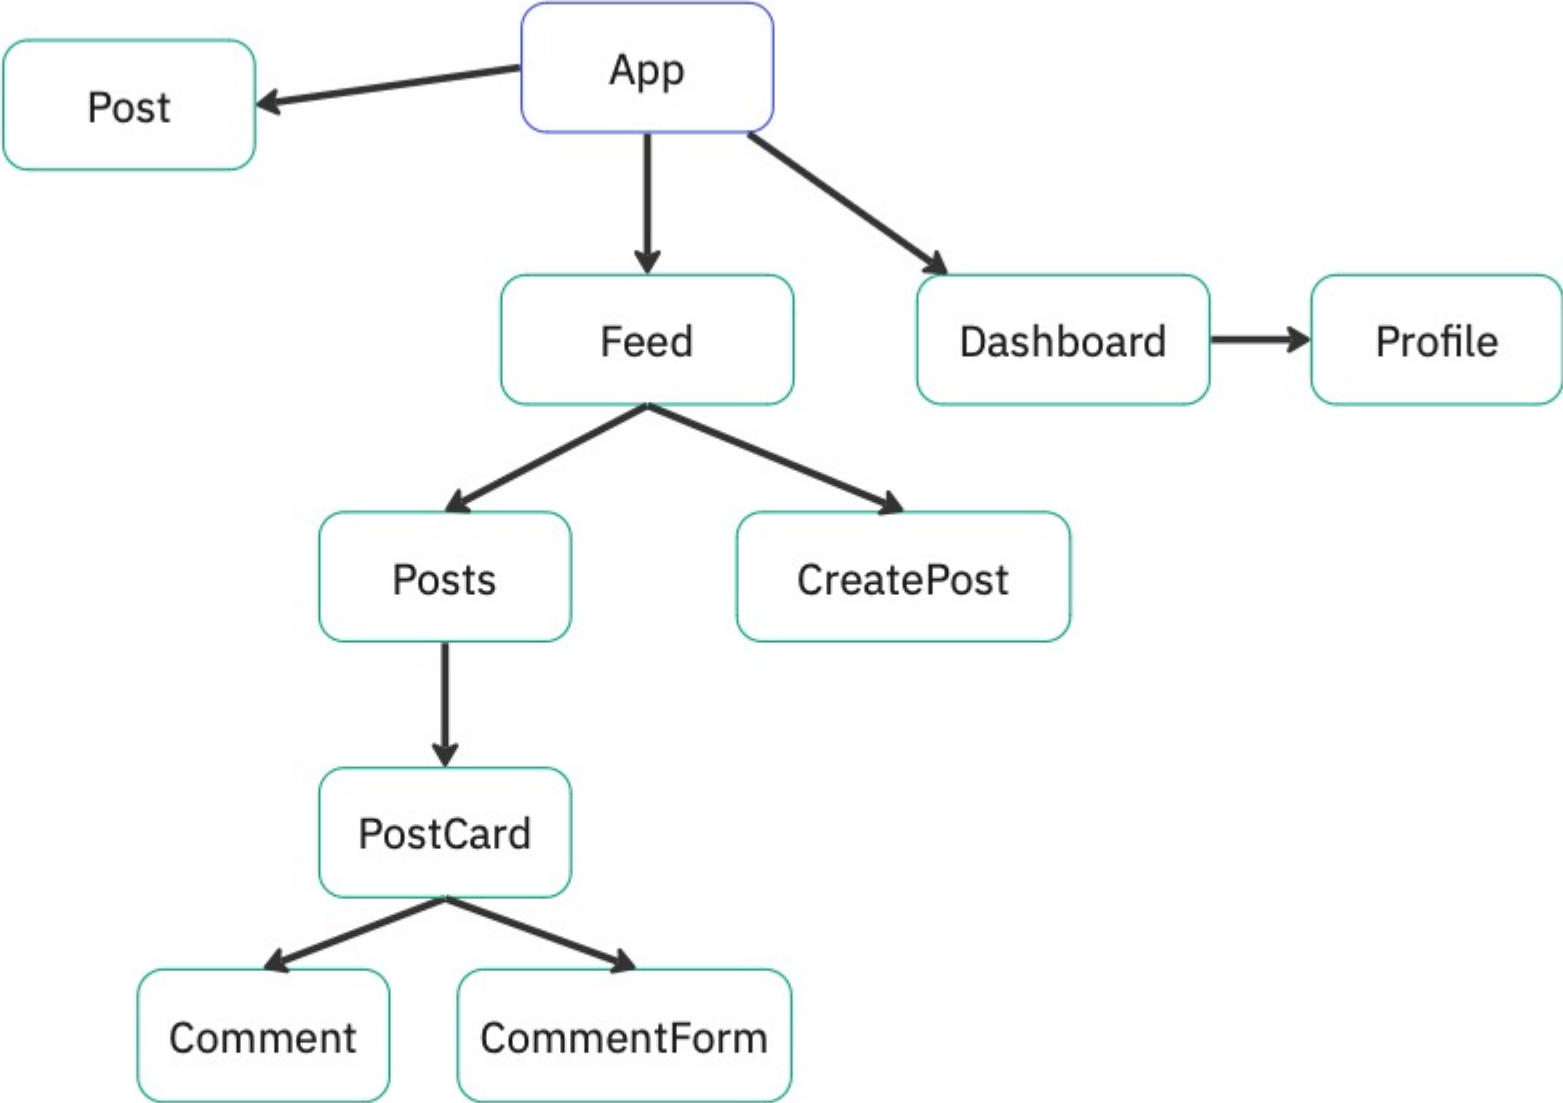 App
Post
Feed
Dashboard
Profile
Posts
CreatePost
PostCard
Comment
CommentForm